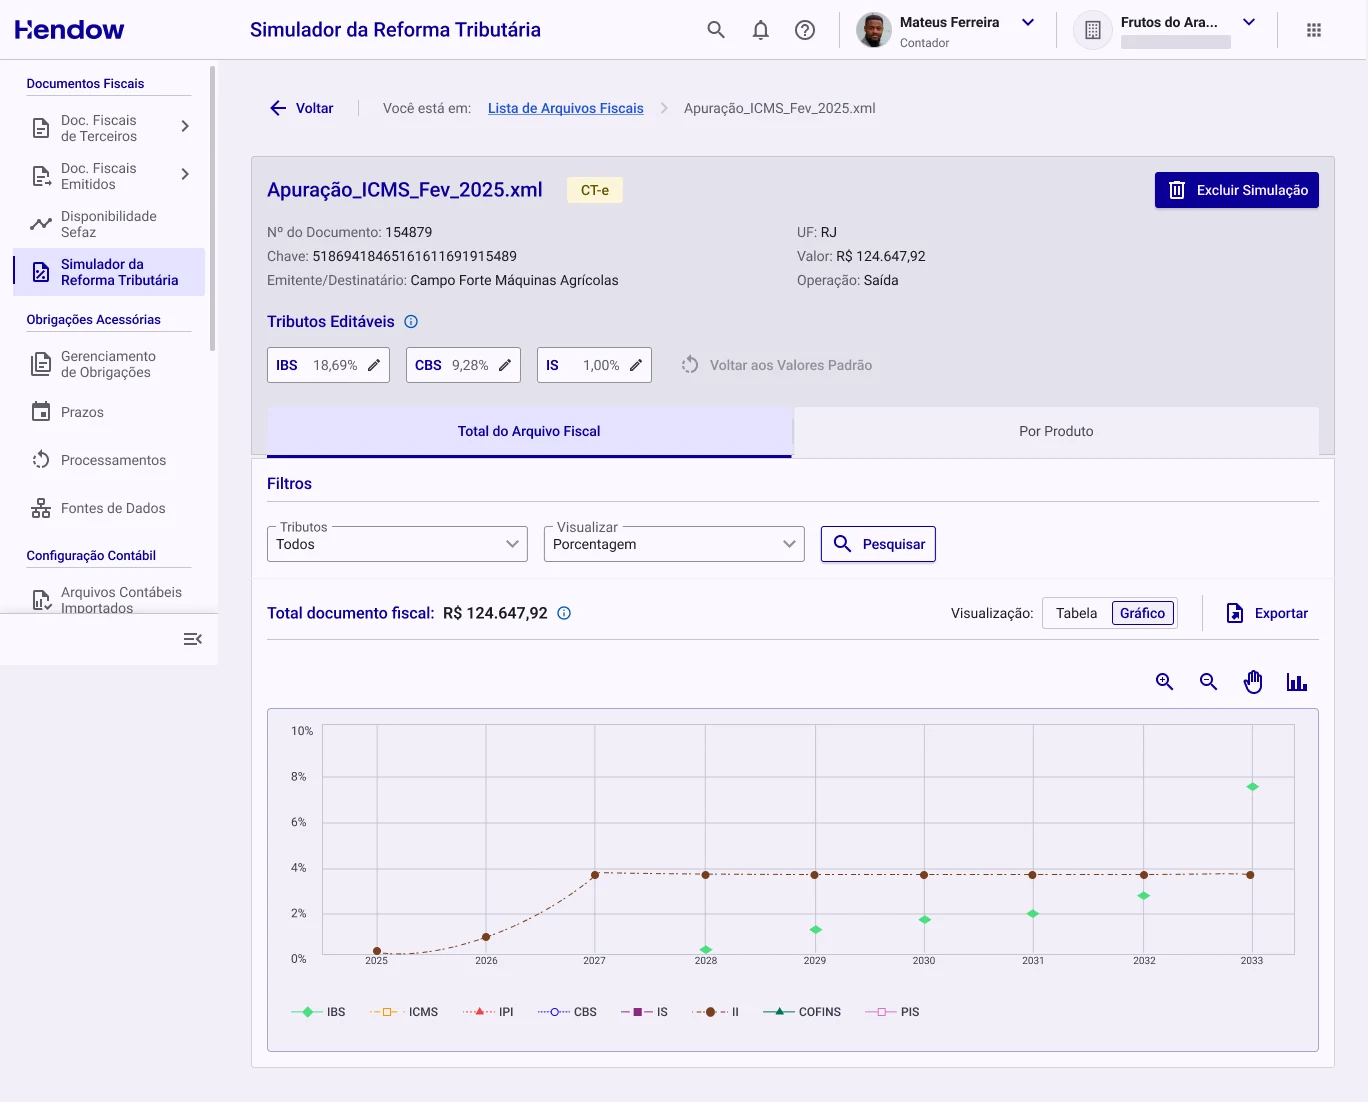 Hendow
Simulador da Reforma Tributária
Mateus Ferreira
Contador
Frutos do Ara...
Documentos Fiscais
Doc. Fiscais
de Terceiros
Doc. Fiscais
Emitidos
Disponibilidade
Sefaz
Simulador da
Reforma Tributária
Obrigações Acessórias
Gerenciamento
de Obrigações
Prazos
Processamentos
Fontes de Dados
Configuração Contábil
Arquivos Contábeis
Importados
Voltar
Você está em: Lista de Arquivos Fiscais Apuração_ICMS_Fev_2025.xml
Apuração_ICMS_Fev_2025.xml CT-e
Excluir Simulação
Nº do Documento: 154879
UF: RJ
Chave: 51869418465161611691915489
Valor: R$ 124.647,92
Emitente/Destinatário: Campo Forte Máquinas Agrícolas
Operação: Saída
Tributos Editáveis
IBS 18,69%
CBS 9,28%
IS 1,00%
Voltar aos Valores Padrão
Total do Arquivo Fiscal
Por Produto
Filtros
Tributos
Todos
Visualizar
Porcentagem
Pesquisar
Total documento fiscal: R$ 124.647,92
Visualização: Tabela Gráfico
Exportar
10%
8%
6%
4%
2%
0%
2025 2026 2027 2028 2029 2030 2031 2032 2033
IBS ICMS IPI CBS IS II COFINS PIS